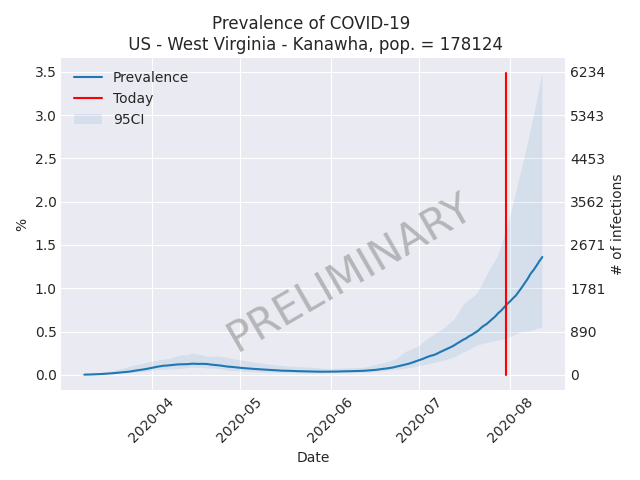 Prevalence of COVID-19
US - West Virginia - Kanawha, pop. = 178124
Prevalence
Today
95CI
PRELIMINARY
%
3.5
3.0
2.5
2.0
1.5
1.0
0.5
0.0
6234
5343
4453
3562
2671
1781
890
0
# of infections
2020-04
2020-05
2020-06
2020-07
2020-08
Date